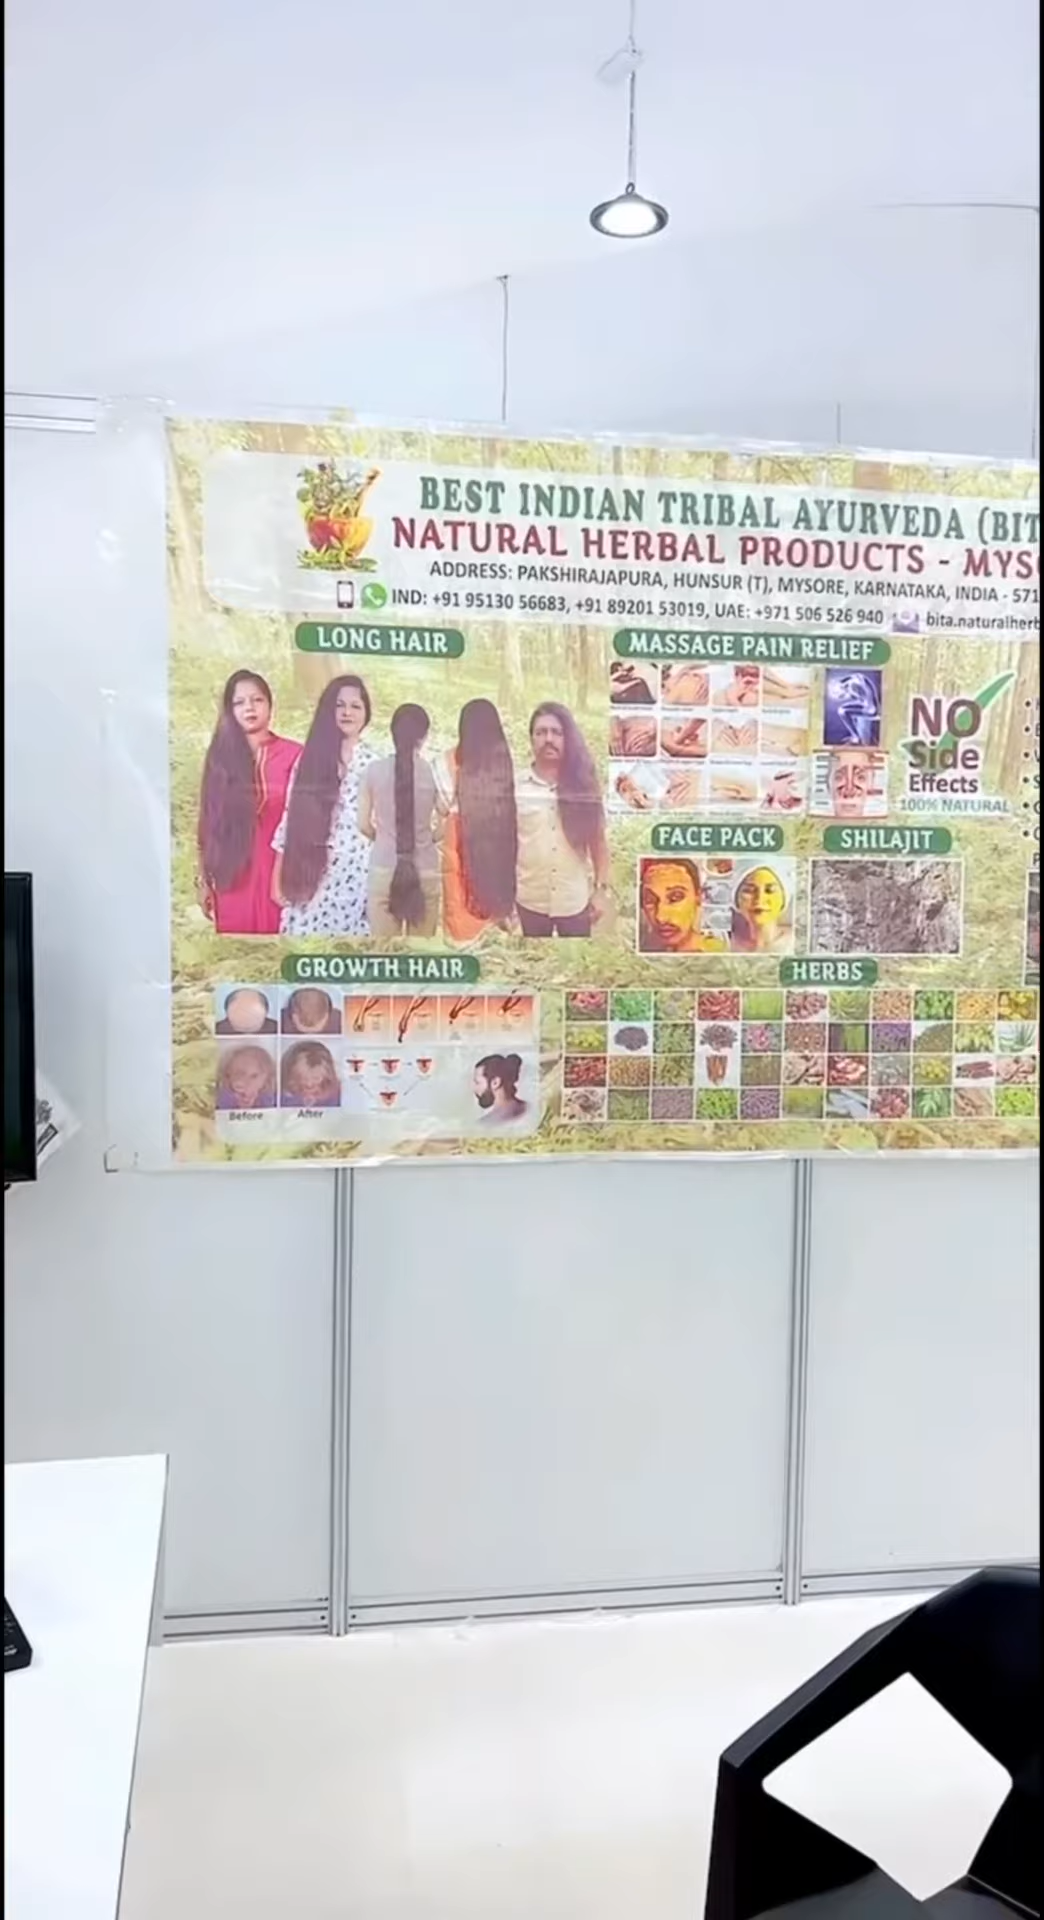 BEST INDIAN TRIBAL AYURVEDA (BIT
NATURAL HERBAL PRODUCTS - MYS
ADDRESS: PAKSHIRAJAPURA, HUNSUR (T), MYSORE, KARNATAKA, INDIA - 571
IND: +91 95130 56683, +91 89201 53019, UAE: +971 506 526 940 bita.naturalherb
LONG HAIR
MASSAGE PAIN RELIEF
NO
Side
Effects
100% NATURAL
FACE PACK
SHILAJIT
GROWTH HAIR
HERBS
Before
After